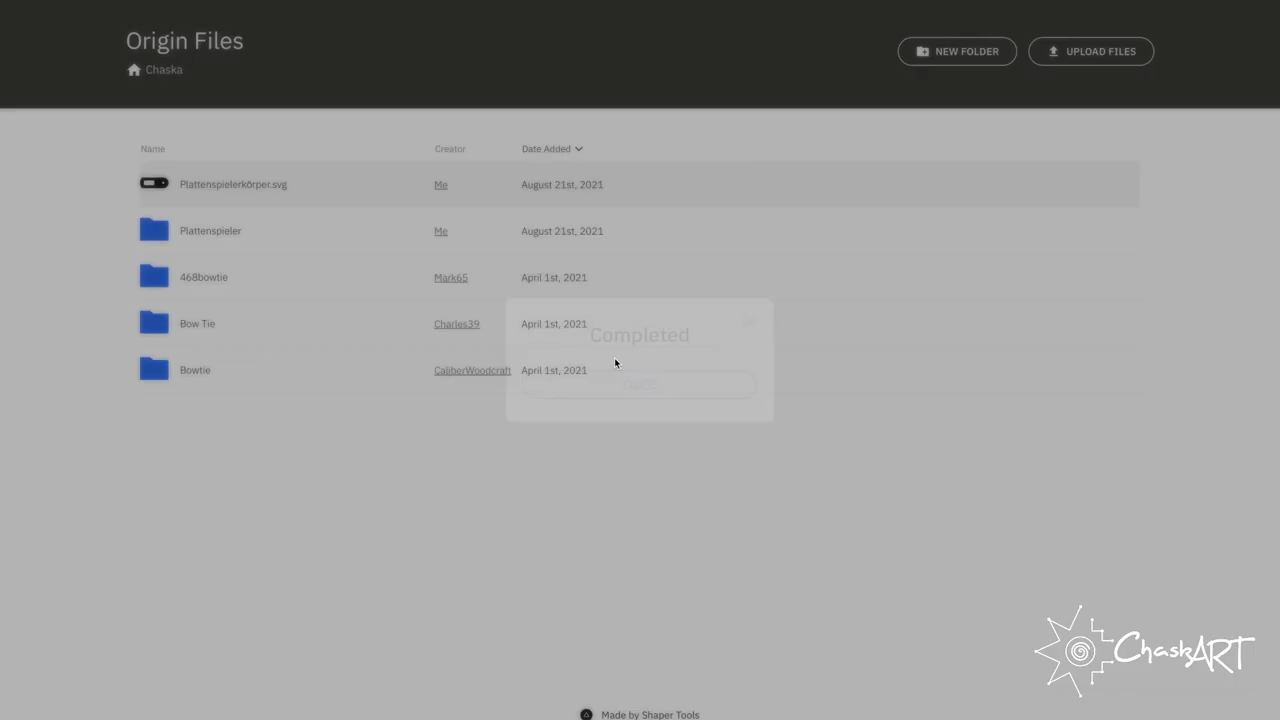 Origin Files
Chaska
NEW FOLDER
UPLOAD FILES
Name Creator Date Added
Plattenspielerkörper.svg Me August 21st, 2021
Plattenspieler Me August 21st, 2021
468bowtie Mark65 April 1st, 2021
Bow Tie Charles39 April 1st, 2021
Completed
Bowtie CaliberWoodcraft April 1st, 2021
ChaskART
Made by Shaper Tools